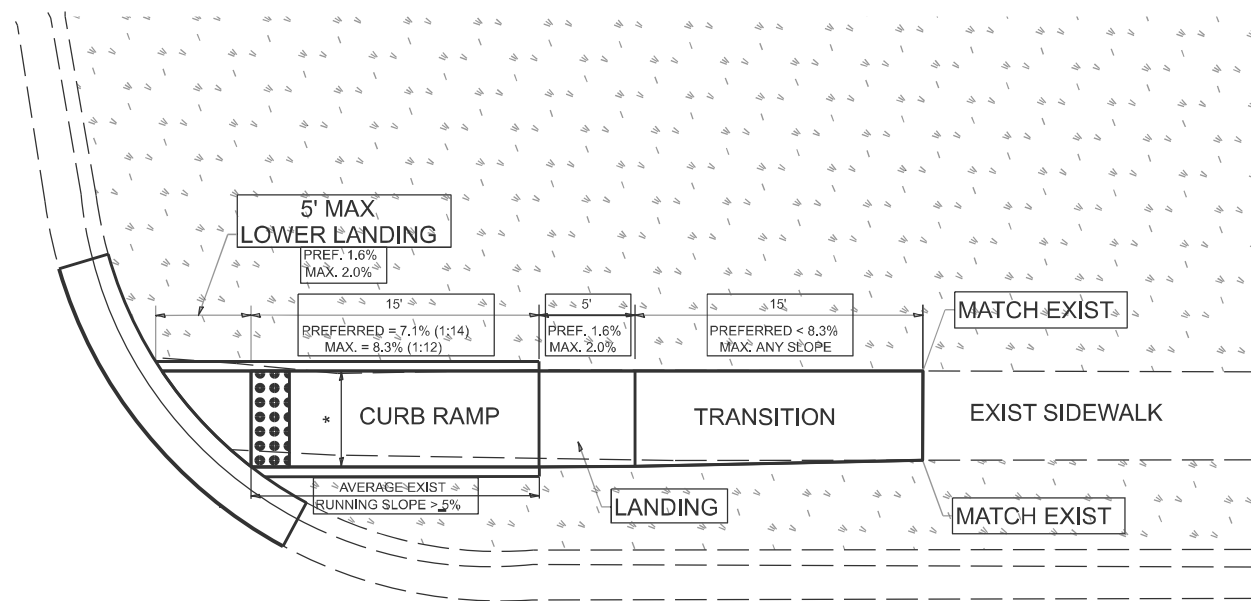 5' MAX
LOWER LANDING
PREF. 1.6%
MAX. 2.0%
15'
PREFERRED = 7.1% (1:14)
MAX. = 8.3% (1:12)
5'
PREF. 1.6%
MAX. 2.0%
15'
PREFERRED < 8.3%
MAX. ANY SLOPE
MATCH EXIST
*
CURB RAMP
TRANSITION
EXIST SIDEWALK
AVERAGE EXIST
RUNNING SLOPE > 5%
LANDING
MATCH EXIST